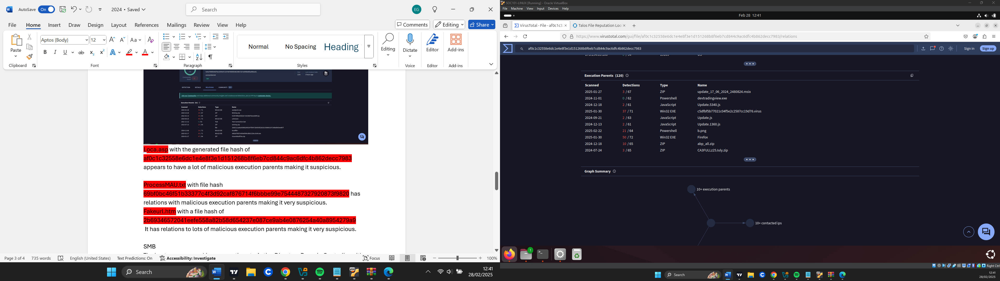 AutoSave On 2024 • Saved Search EG
File Home Insert Draw Design Layout References Mailings Review View Help Comments Editing Share
Paste
Clipboard
Aptos (Body) 12
Font
Paragraph
Normal No Spacing Heading
Styles
Editing
Dictate
Voice
Editor
Editor
Add-ins
Add-ins
DETECTION DETAILS RELATIONS COMMUNITY
Loca.asp with the generated file hash of
af0c1c32558e6dc1e4e8f3e1d151268b8f6eb7cd844c9ac6dfc4b862decc7983
appears to have a lot of malicious execution parents making it suspicious.
ProcessMAU.txt with file hash
69bf0bc46f51b33377c4f3d92caf876714f6bbbe99e7544487327920873f9820 has
relations with malicious execution parents making it very suspicious.
Fakeurl.htm with a file hash of
2b69346572041eefe558a82b58d654237e087ce9ab4e0876254a40a8954279a9
It has relations to lots of malicious execution parents making it very suspicious.
SMB
Page 3 of 4 735 words English (United States) Text Predictions: On Accessibility: Investigate Focus 100%
Search
12:41
28/02/2025
SOC101-LINUX [Running] - Oracle VirtualBox
File Machine View Input Devices Help
Feb 28 12:41
VirusTotal - File - af0c1c3 Talos File Reputation Loo
https://www.virustotal.com/gui/file/af0c1c32558e6dc1e4e8f3e1d151268b8f6eb7cd844c9ac6dfc4b862decc7983/relations
af0c1c32558e6dc1e4e8f3e1d151268b8f6eb7cd844c9ac6dfc4b862decc7983 Sign in Sign up
Execution Parents (120)
Scanned Detections Type Name
2025-01-27 3 / 67 ZIP update_17_06_2024_2480824.msix
2024-11-01 0 / 62 Powershell devtradingview.exe
2024-12-18 2 / 61 JavaScript Update.5340.js
2025-01-30 37 / 71 Win32 EXE c5dfbf5b77021c04f5e2c2587cc19d76.virus
2024-09-21 2 / 63 JavaScript Update.js
2024-12-13 2 / 61 JavaScript Update.1360.js
2025-02-22 21 / 64 Powershell b.png
2025-01-30 50 / 72 Win32 EXE Firefox
2024-12-18 10 / 65 ZIP abp_all.zip
2024-07-24 3 / 65 ZIP CA3FULLz25July.zip
Graph Summary
10+ execution parents
10+ contacted ips
1
Right Ctrl
Search
12:41
28/02/2025